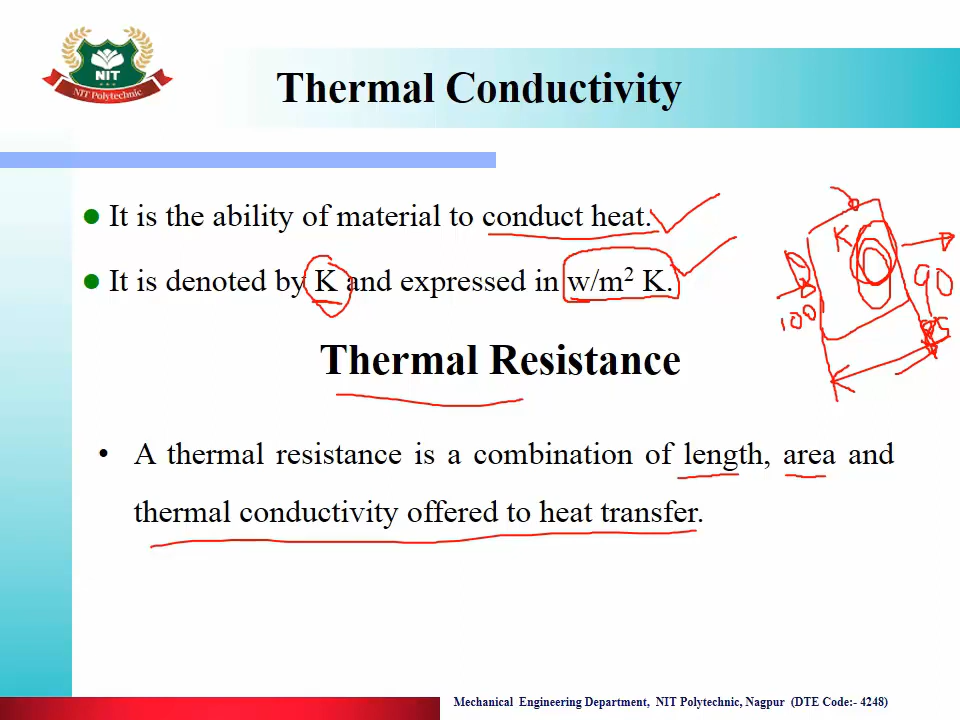 NIT
NIT Polytechnic
Thermal Conductivity
It is the ability of material to conduct heat.
It is denoted by K and expressed in w/m² K.
K
90
100
85
Thermal Resistance
• A thermal resistance is a combination of length, area and
thermal conductivity offered to heat transfer.
Mechanical Engineering Department, NIT Polytechnic, Nagpur (DTE Code:- 4248)